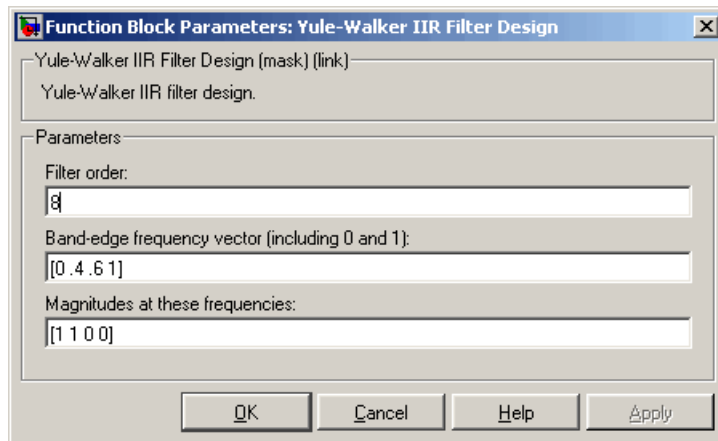 Function Block Parameters: Yule-Walker IIR Filter Design
Yule-Walker IIR Filter Design (mask) (link)
Yule-Walker IIR filter design.
Parameters
Filter order:
8
Band-edge frequency vector (including 0 and 1):
[0 .4 .6 1]
Magnitudes at these frequencies:
[1 1 0 0]
OK Cancel Help Apply